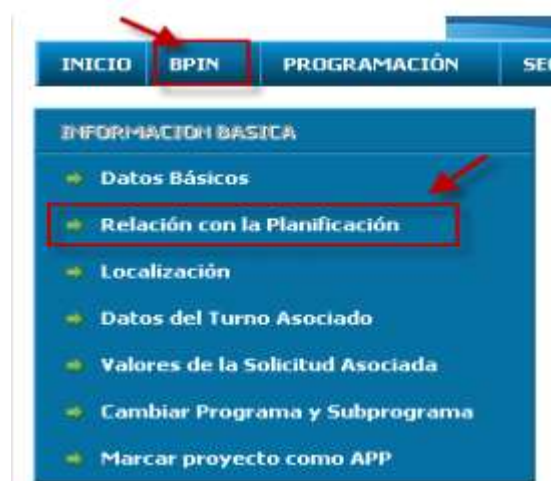 INICIO BPIN PROGRAMACIÓN
INFORMACION BASICA
Datos Básicos
Relación con la Planificación
Localización
Datos del Turno Asociado
Valores de la Solicitud Asociada
Cambiar Programa y Subprograma
Marcar proyecto como APP